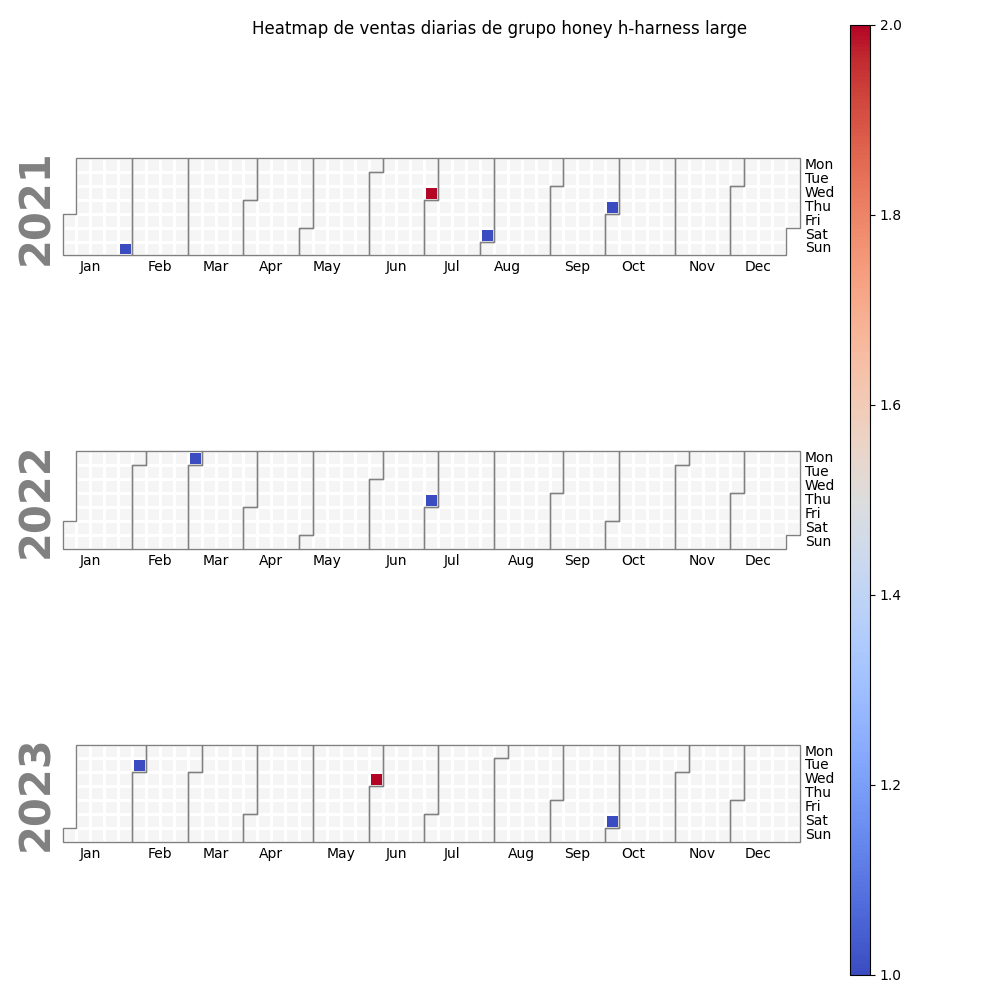 Heatmap de ventas diarias de grupo honey h-harness large
2021
Mon
Tue
Wed
Thu
Fri
Sat
Sun
Jan Feb Mar Apr May Jun Jul Aug Sep Oct Nov Dec
2022
Mon
Tue
Wed
Thu
Fri
Sat
Sun
Jan Feb Mar Apr May Jun Jul Aug Sep Oct Nov Dec
2023
Mon
Tue
Wed
Thu
Fri
Sat
Sun
Jan Feb Mar Apr May Jun Jul Aug Sep Oct Nov Dec
2.0
1.8
1.6
1.4
1.2
1.0